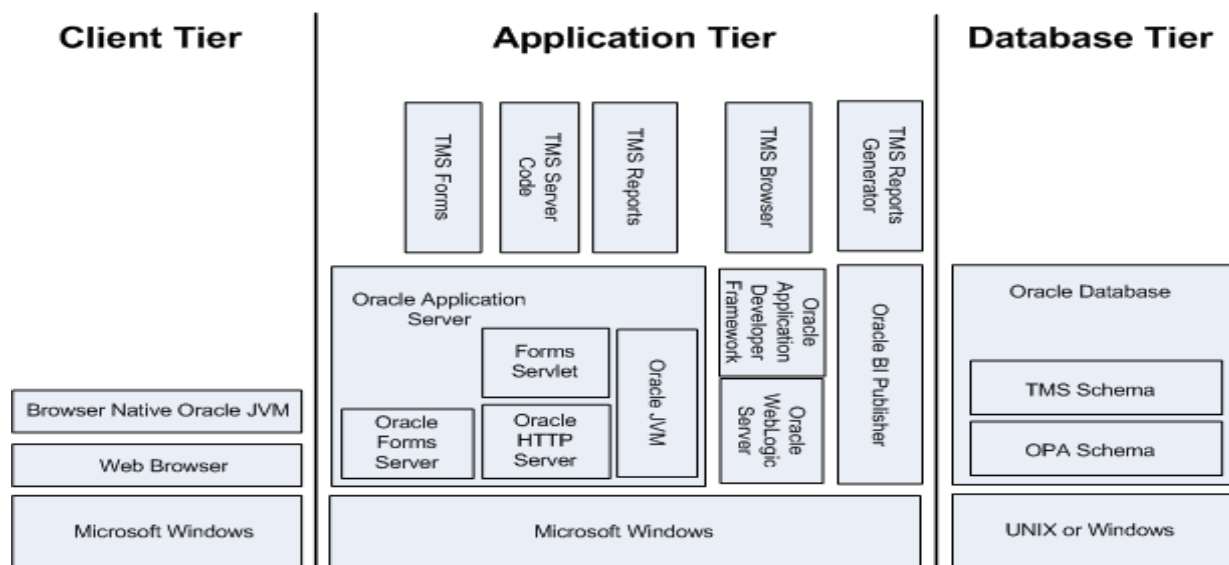 Client Tier
Application Tier
Database Tier
TMS Forms
TMS Server
Code
TMS Reports
TMS Browser
TMS Reports
Generator
Oracle Application
Server
Forms
Servlet
Oracle
Forms
Server
Oracle
HTTP
Server
Oracle JVM
Oracle
Application
Developer
Framework
Oracle
WebLogic
Server
Oracle BI Publisher
Oracle Database
TMS Schema
OPA Schema
Browser Native Oracle JVM
Web Browser
Microsoft Windows
Microsoft Windows
UNIX or Windows